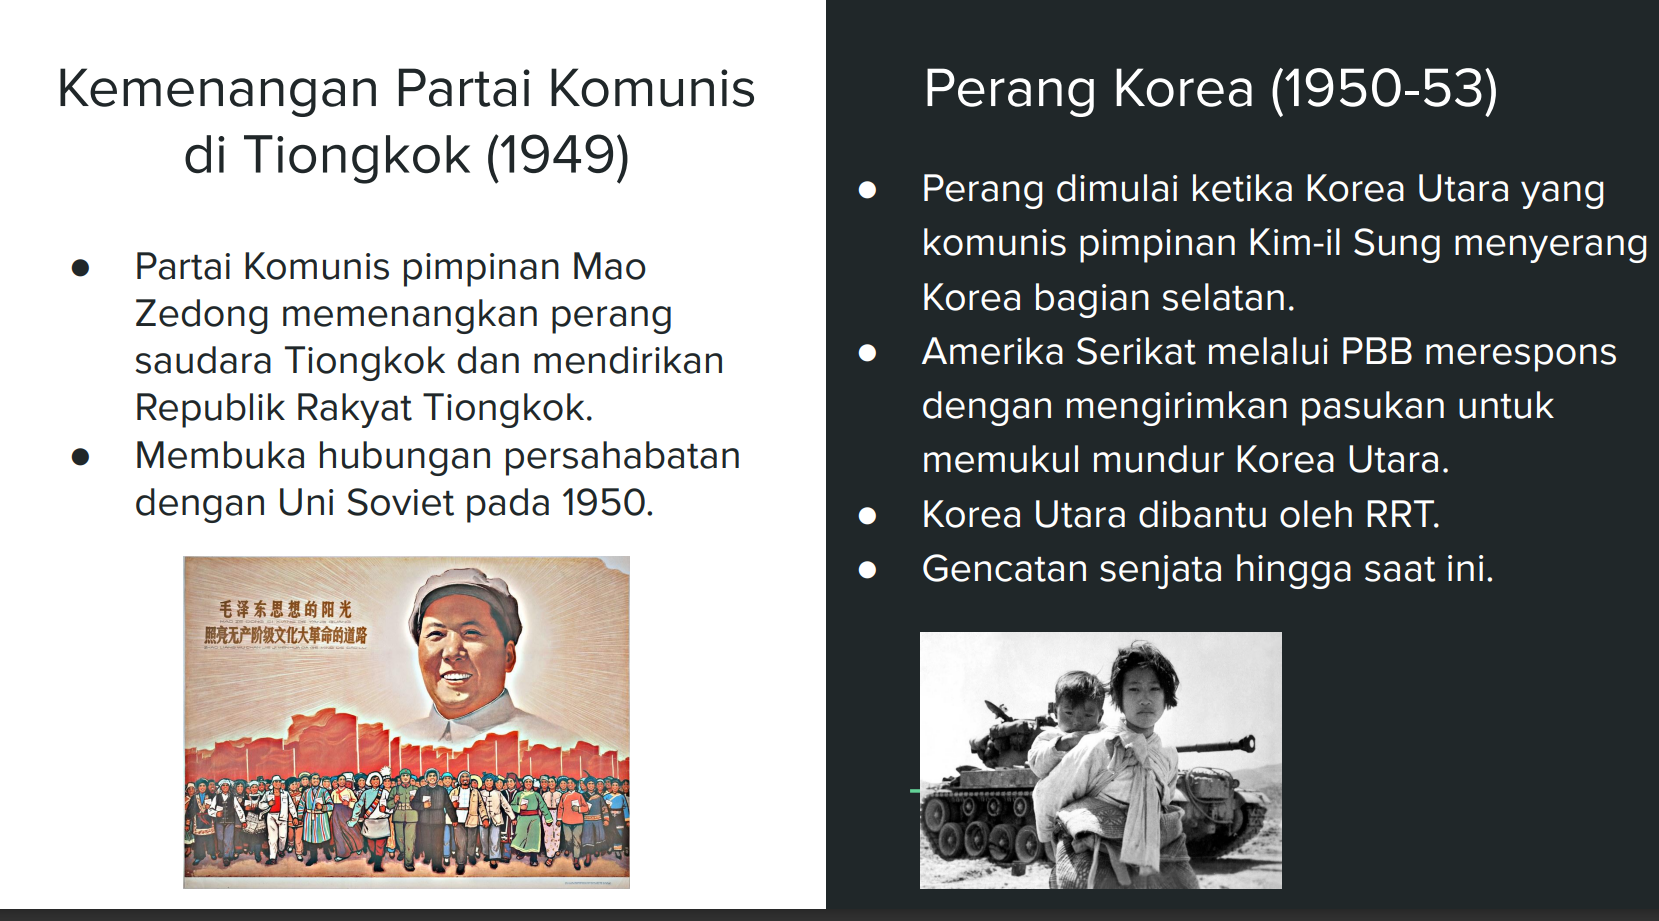 Kemenangan Partai Komunis
di Tiongkok (1949)
● Partai Komunis pimpinan Mao
Zedong memenangkan perang
saudara Tiongkok dan mendirikan
Republik Rakyat Tiongkok.
● Membuka hubungan persahabatan
dengan Uni Soviet pada 1950.
毛泽东思想的阳光
照亮无产阶级文化大革命的道路
Perang Korea (1950-53)
● Perang dimulai ketika Korea Utara yang
komunis pimpinan Kim-il Sung menyerang
Korea bagian selatan.
● Amerika Serikat melalui PBB merespons
dengan mengirimkan pasukan untuk
memukul mundur Korea Utara.
● Korea Utara dibantu oleh RRT.
● Gencatan senjata hingga saat ini.